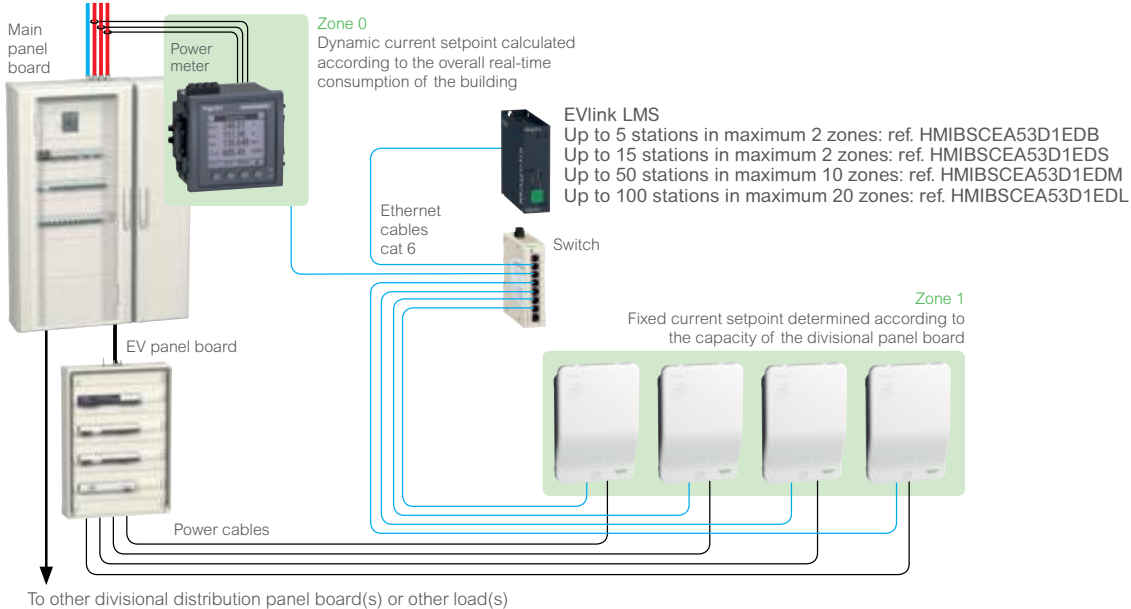 Main
panel
board
Power
meter
Zone 0
Dynamic current setpoint calculated
according to the overall real-time
consumption of the building
EVlink LMS
Up to 5 stations in maximum 2 zones: ref. HMIBSCEA53D1EDB
Up to 15 stations in maximum 2 zones: ref. HMIBSCEA53D1EDS
Up to 50 stations in maximum 10 zones: ref. HMIBSCEA53D1EDM
Up to 100 stations in maximum 20 zones: ref. HMIBSCEA53D1EDL
Ethernet
cables
cat 6
Switch
Zone 1
Fixed current setpoint determined according to
the capacity of the divisional panel board
EV panel board
Power cables
To other divisional distribution panel board(s) or other load(s)